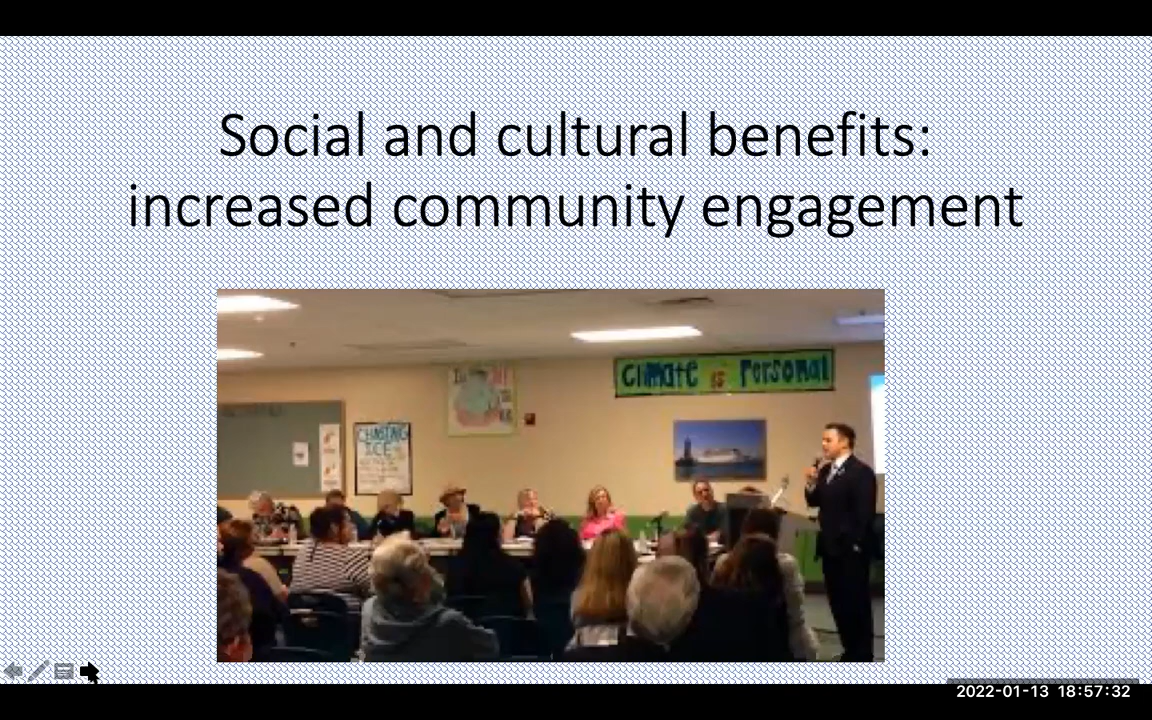 Social and cultural benefits:
increased community engagement
Climate is Personal
CHASING
ICE
2022-01-13 18:57:32